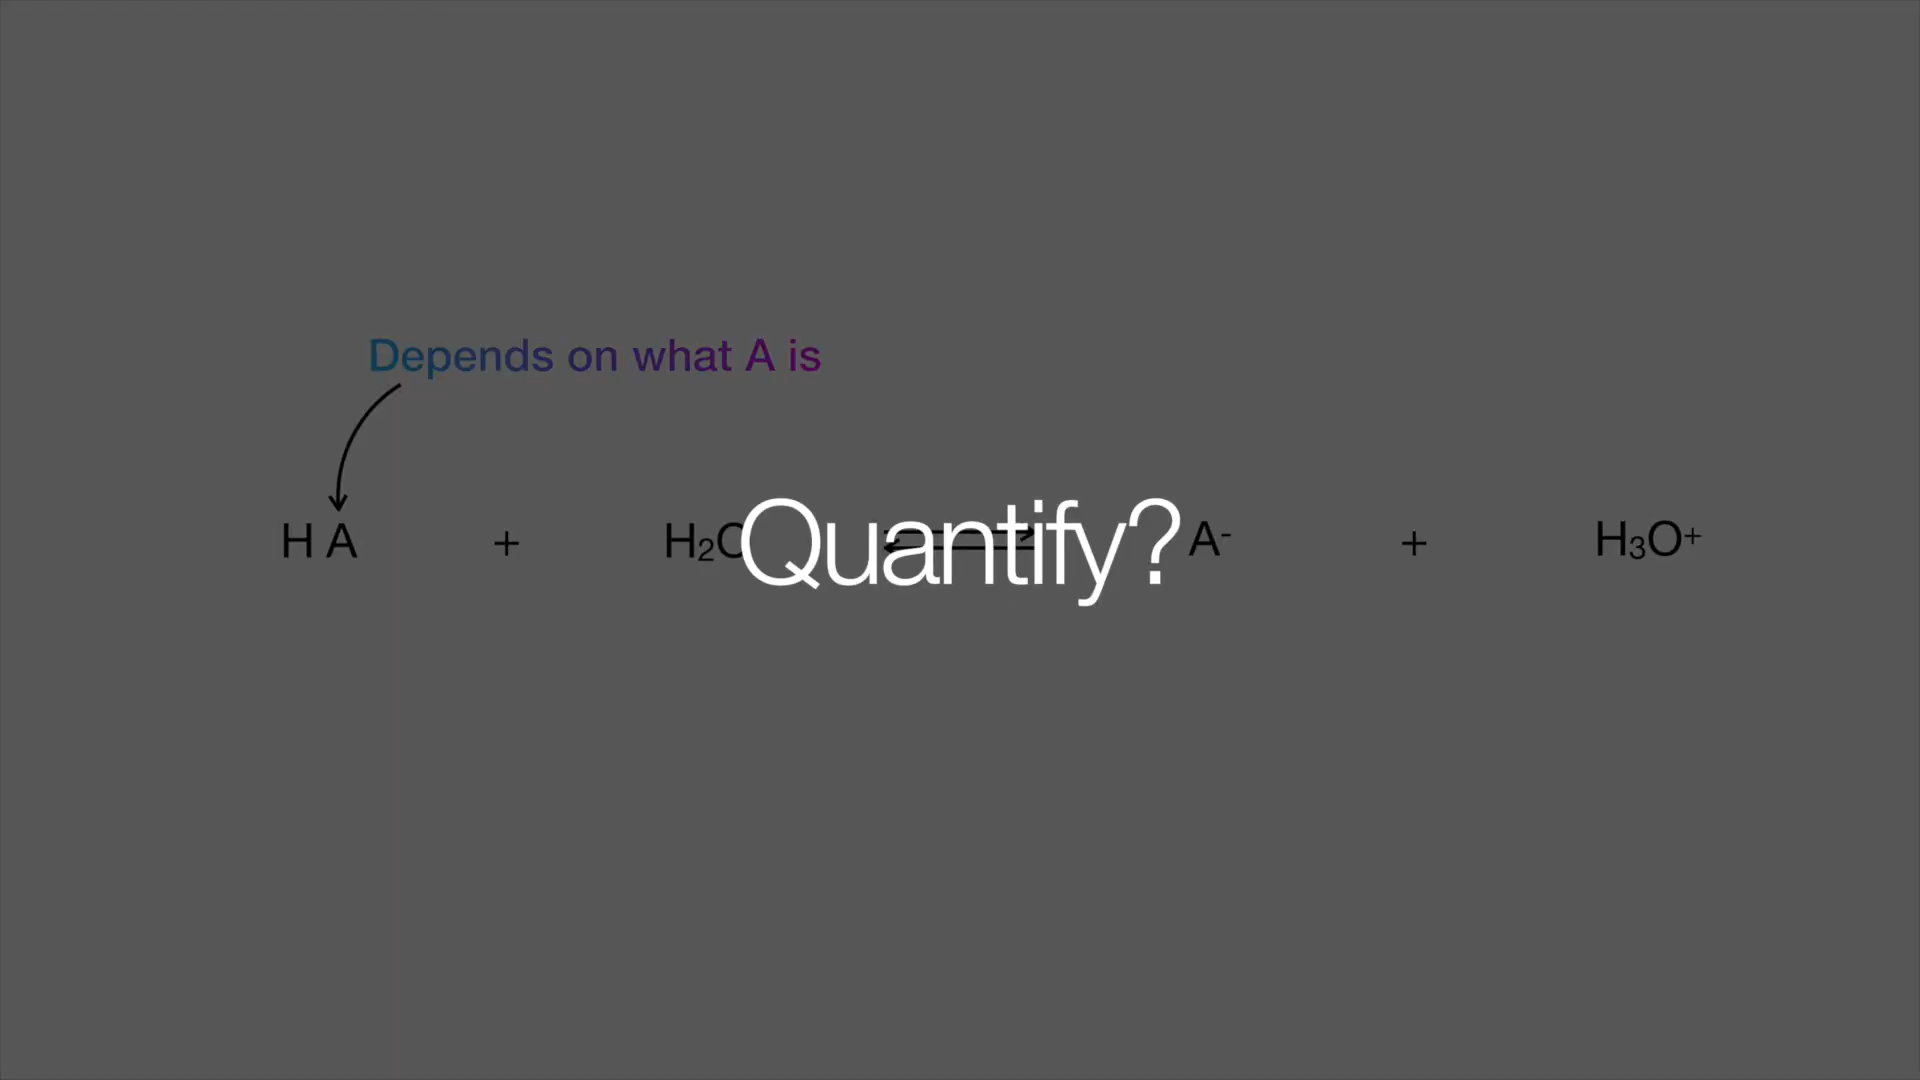 Depends on what A is
H A + H₂O ⇌ A⁻ + H₃O⁺
Quantify?